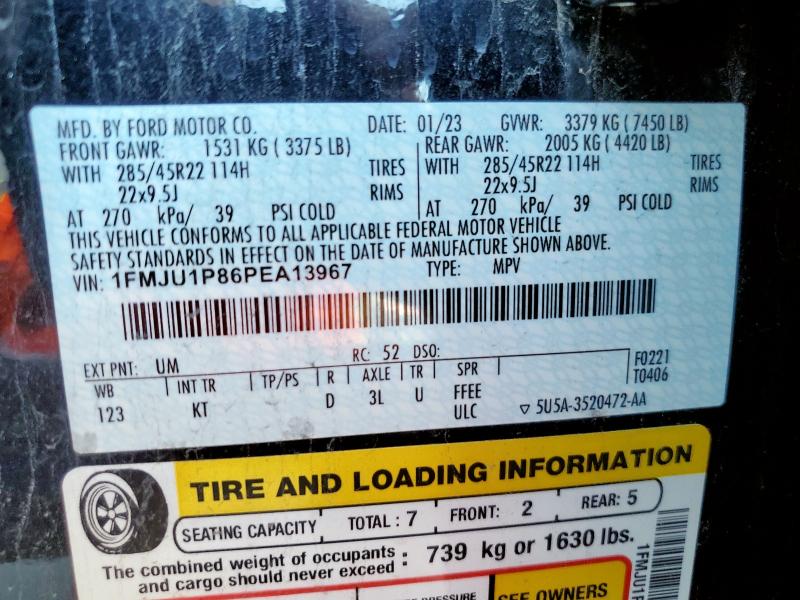 MFD. BY FORD MOTOR CO. DATE: 01/23 GVWR: 3379 KG ( 7450 LB)
FRONT GAWR: 1531 KG ( 3375 LB) REAR GAWR: 2005 KG ( 4420 LB)
WITH 285/45R22 114H TIRES WITH 285/45R22 114H TIRES
22x9.5J RIMS 22x9.5J RIMS
AT 270 kPa/ 39 PSI COLD AT 270 kPa/ 39 PSI COLD
THIS VEHICLE CONFORMS TO ALL APPLICABLE FEDERAL MOTOR VEHICLE
SAFETY STANDARDS IN EFFECT ON THE DATE OF MANUFACTURE SHOWN ABOVE.
VIN: 1FMJU1P86PEA13967 TYPE: MPV
EXT PNT: UM RC: 52 DSO: F0221
WB INT TR TP/PS R AXLE TR SPR T0406
123 KT D 3L U FFEE
ULC ▽ 5U5A-3520472-AA
TIRE AND LOADING INFORMATION
SEATING CAPACITY TOTAL : 7 FRONT: 2 REAR: 5
The combined weight of occupants
and cargo should never exceed : 739 kg or 1630 lbs.
SEE OWNERS
1FMJU1P